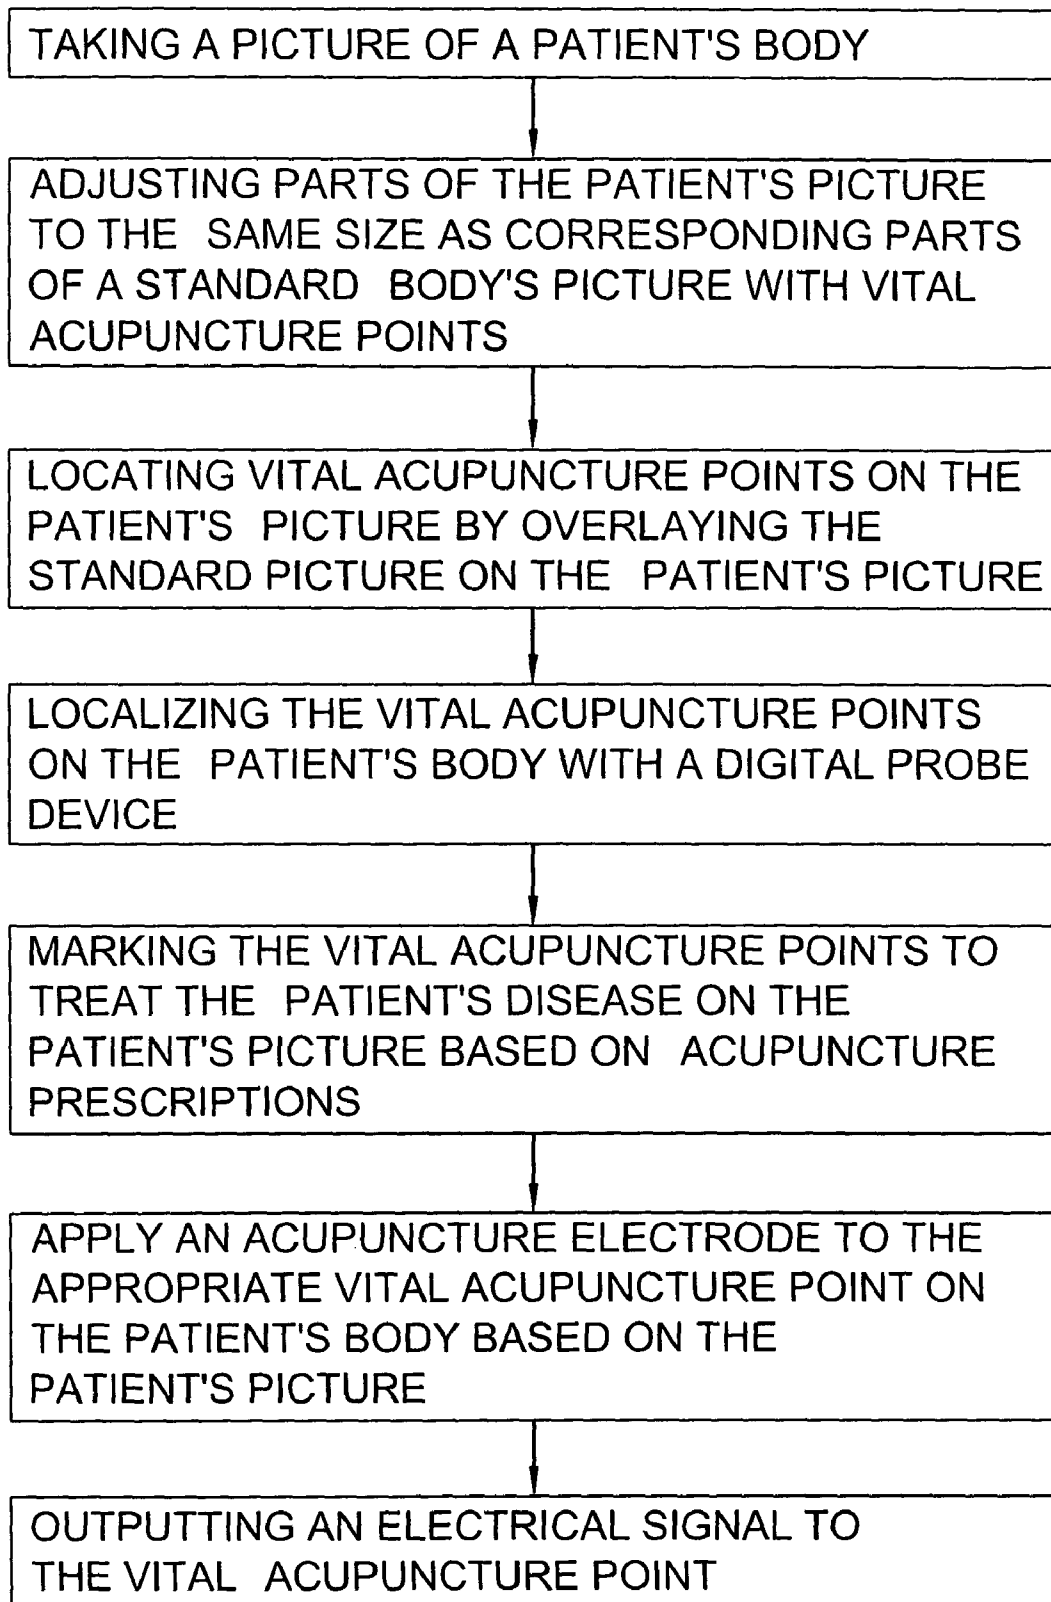 TAKING A PICTURE OF A PATIENT'S BODY
ADJUSTING PARTS OF THE PATIENT'S PICTURE
TO THE SAME SIZE AS CORRESPONDING PARTS
OF A STANDARD BODY'S PICTURE WITH VITAL
ACUPUNCTURE POINTS
LOCATING VITAL ACUPUNCTURE POINTS ON THE
PATIENT'S PICTURE BY OVERLAYING THE
STANDARD PICTURE ON THE PATIENT'S PICTURE
LOCALIZING THE VITAL ACUPUNCTURE POINTS
ON THE PATIENT'S BODY WITH A DIGITAL PROBE
DEVICE
MARKING THE VITAL ACUPUNCTURE POINTS TO
TREAT THE PATIENT'S DISEASE ON THE
PATIENT'S PICTURE BASED ON ACUPUNCTURE
PRESCRIPTIONS
APPLY AN ACUPUNCTURE ELECTRODE TO THE
APPROPRIATE VITAL ACUPUNCTURE POINT ON
THE PATIENT'S BODY BASED ON THE
PATIENT'S PICTURE
OUTPUTTING AN ELECTRICAL SIGNAL TO
THE VITAL ACUPUNCTURE POINT